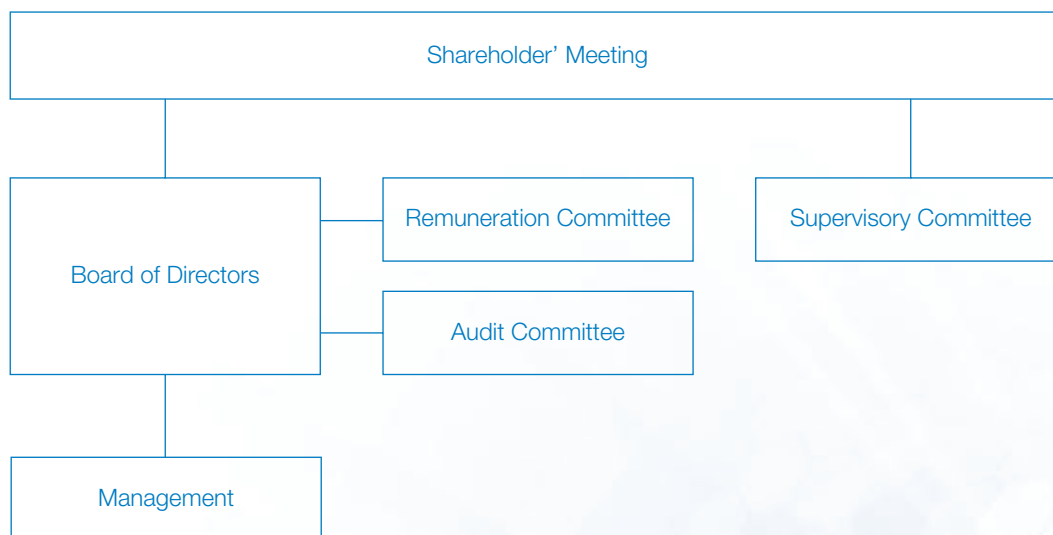 Shareholder’ Meeting
Remuneration Committee
Supervisory Committee
Board of Directors
Audit Committee
Management